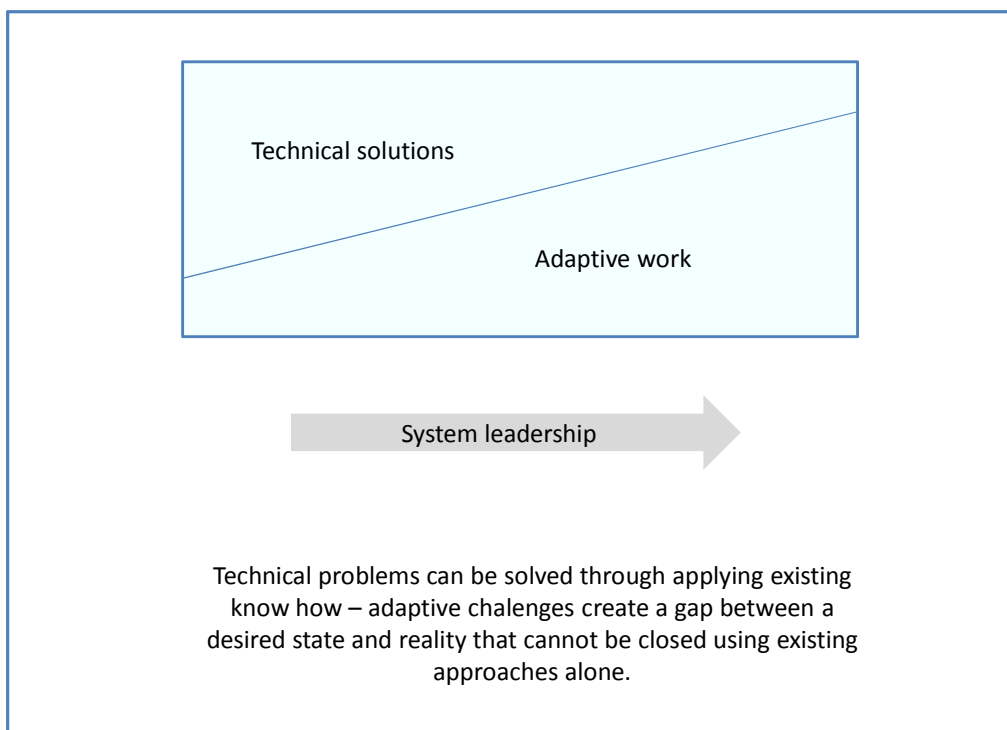 Technical solutions
Adaptive work
System leadership
Technical problems can be solved through applying existing
know how – adaptive chalenges create a gap between a
desired state and reality that cannot be closed using existing
approaches alone.